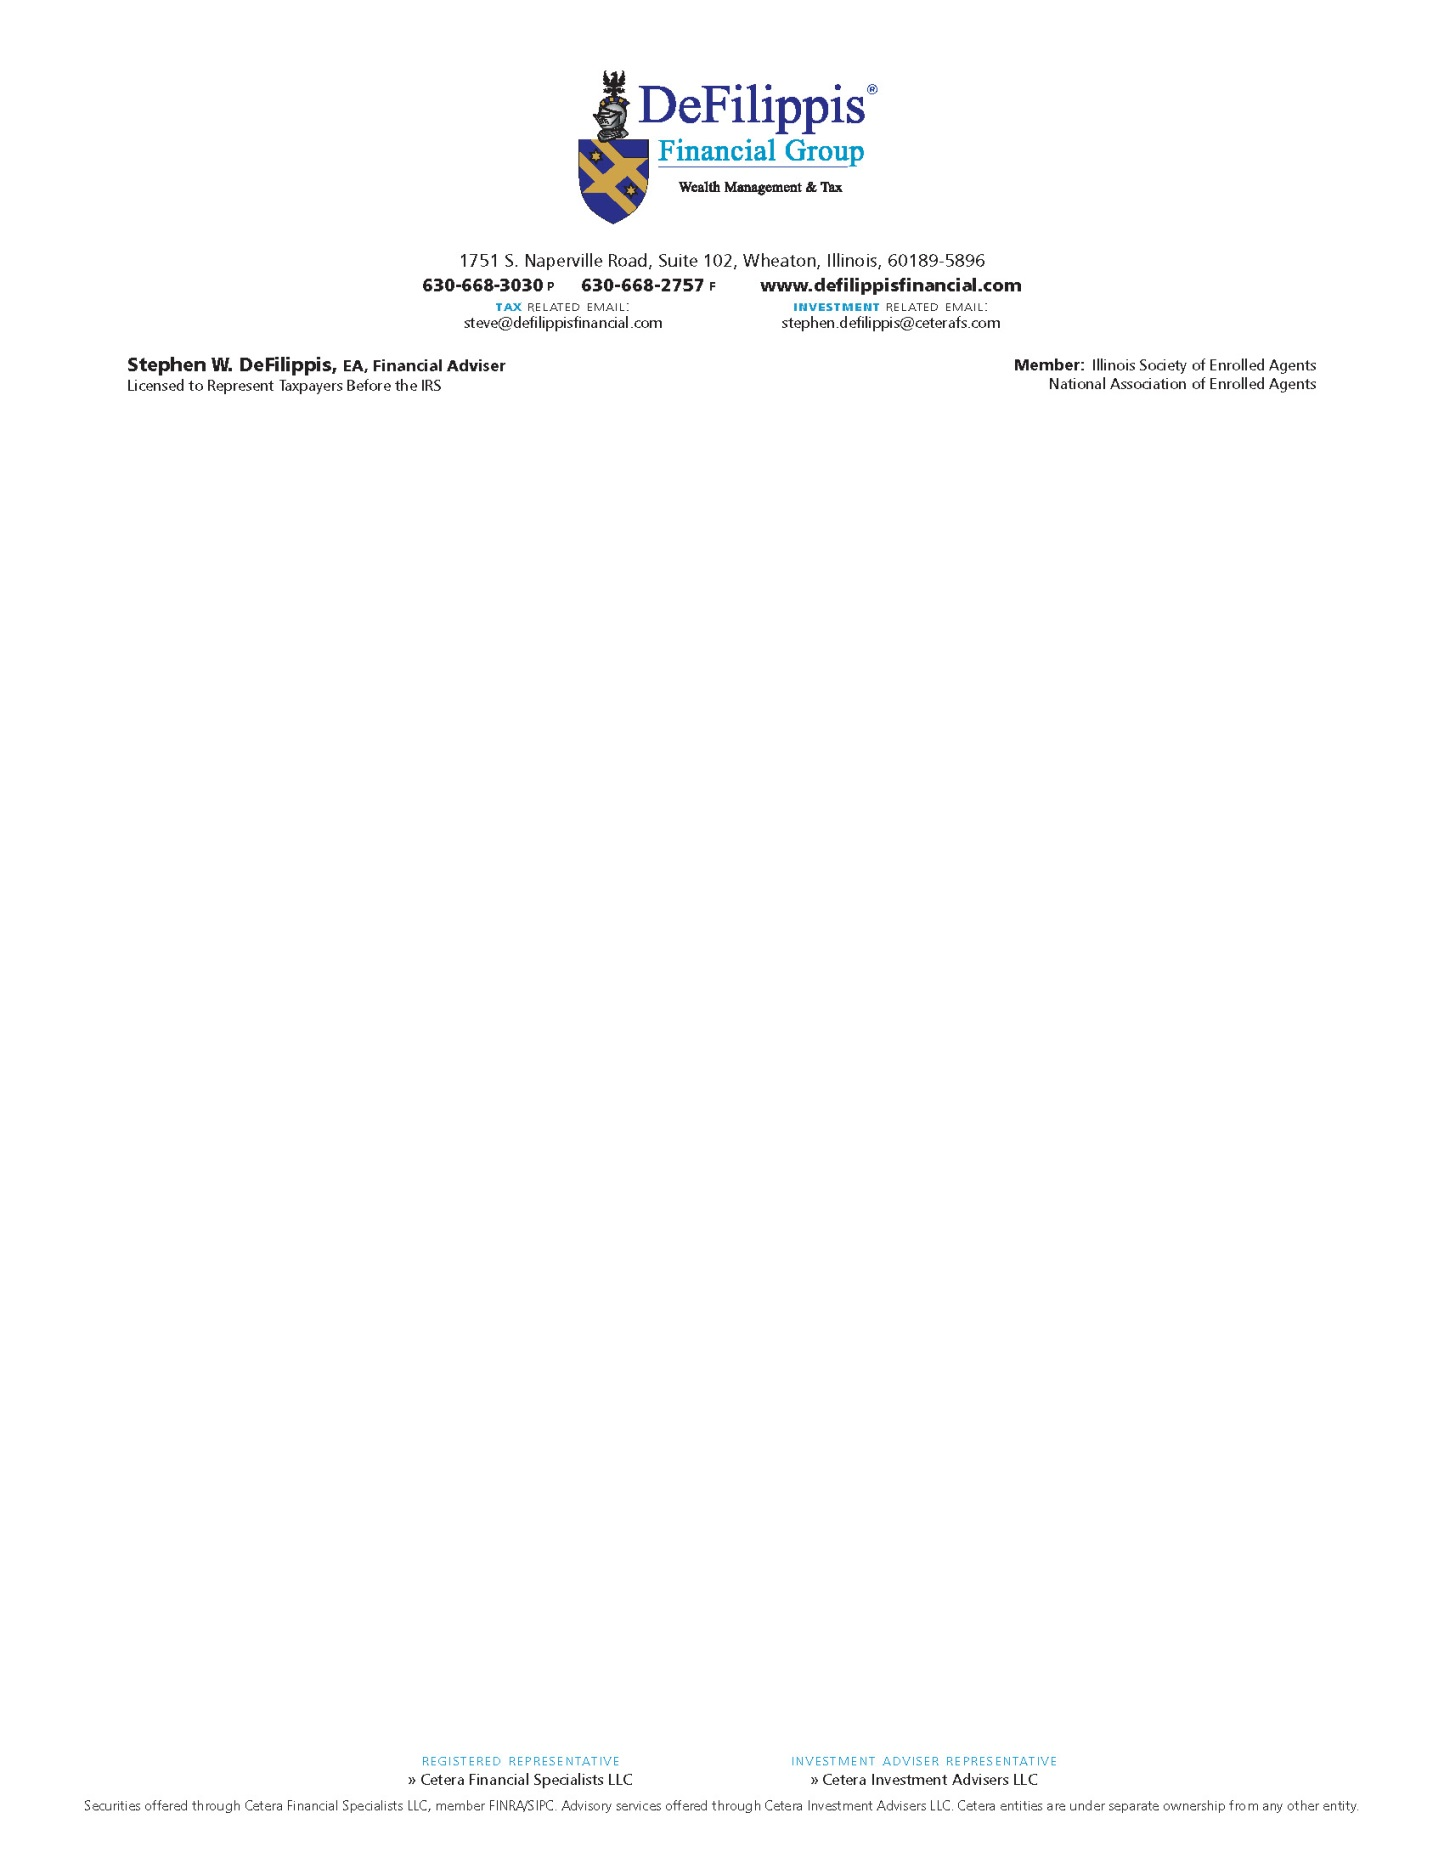 DeFilippis®
Financial Group
Wealth Management & Tax
1751 S. Naperville Road, Suite 102, Wheaton, Illinois, 60189-5896
630-668-3030 P 630-668-2757 F www.defilippisfinancial.com
TAX RELATED EMAIL: INVESTMENT RELATED EMAIL:
steve@defilippisfinancial.com stephen.defilippis@ceterafs.com
Stephen W. DeFilippis, EA, Financial Adviser Member: Illinois Society of Enrolled Agents
Licensed to Represent Taxpayers Before the IRS National Association of Enrolled Agents
REGISTERED REPRESENTATIVE INVESTMENT ADVISER REPRESENTATIVE
» Cetera Financial Specialists LLC » Cetera Investment Advisers LLC
Securities offered through Cetera Financial Specialists LLC, member FINRA/SIPC. Advisory services offered through Cetera Investment Advisers LLC. Cetera entities are under separate ownership from any other entity.